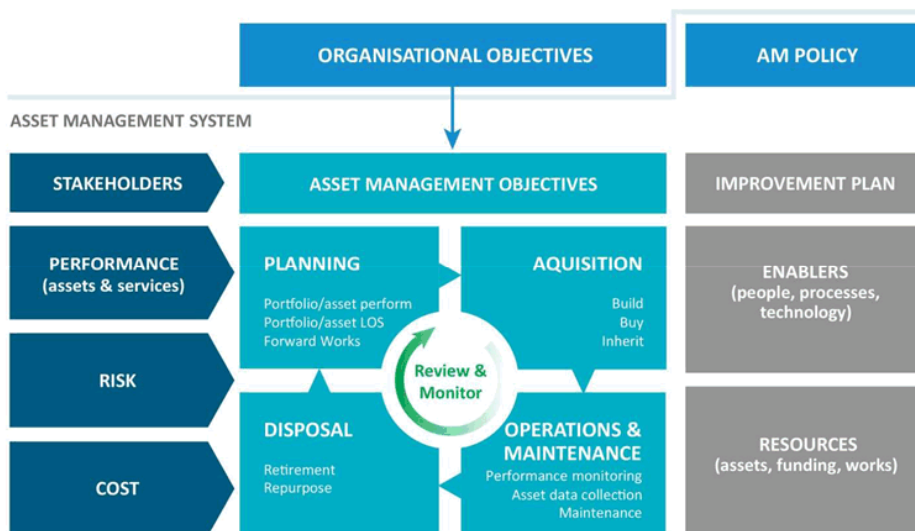 ORGANISATIONAL OBJECTIVES
AM POLICY
ASSET MANAGEMENT SYSTEM
STAKEHOLDERS
ASSET MANAGEMENT OBJECTIVES
IMPROVEMENT PLAN
PERFORMANCE
(assets & services)
PLANNING
Portfolio/asset perform
Portfolio/asset LOS
Forward Works
AQUISITION
Build
Buy
Inherit
ENABLERS
(people, processes,
technology)
Review &
Monitor
RISK
DISPOSAL
Retirement
Repurpose
OPERATIONS &
MAINTENANCE
Performance monitoring
Asset data collection
Maintenance
RESOURCES
(assets, funding, works)
COST